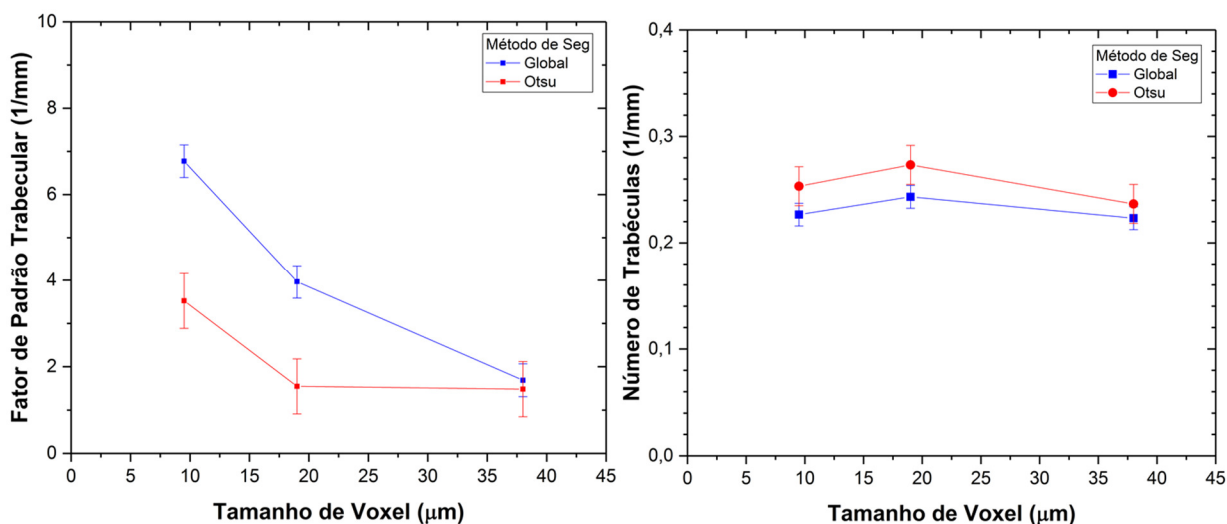 Fator de Padrão Trabecular (1/mm)
10
8
6
4
2
0
Método de Seg
Global
Otsu
0 5 10 15 20 25 30 35 40 45
Tamanho de Voxel (μm)
Número de Trabéculas (1/mm)
0,4
0,3
0,2
0,1
0,0
Método de Seg
Global
Otsu
0 5 10 15 20 25 30 35 40 45
Tamanho de Voxel (μm)